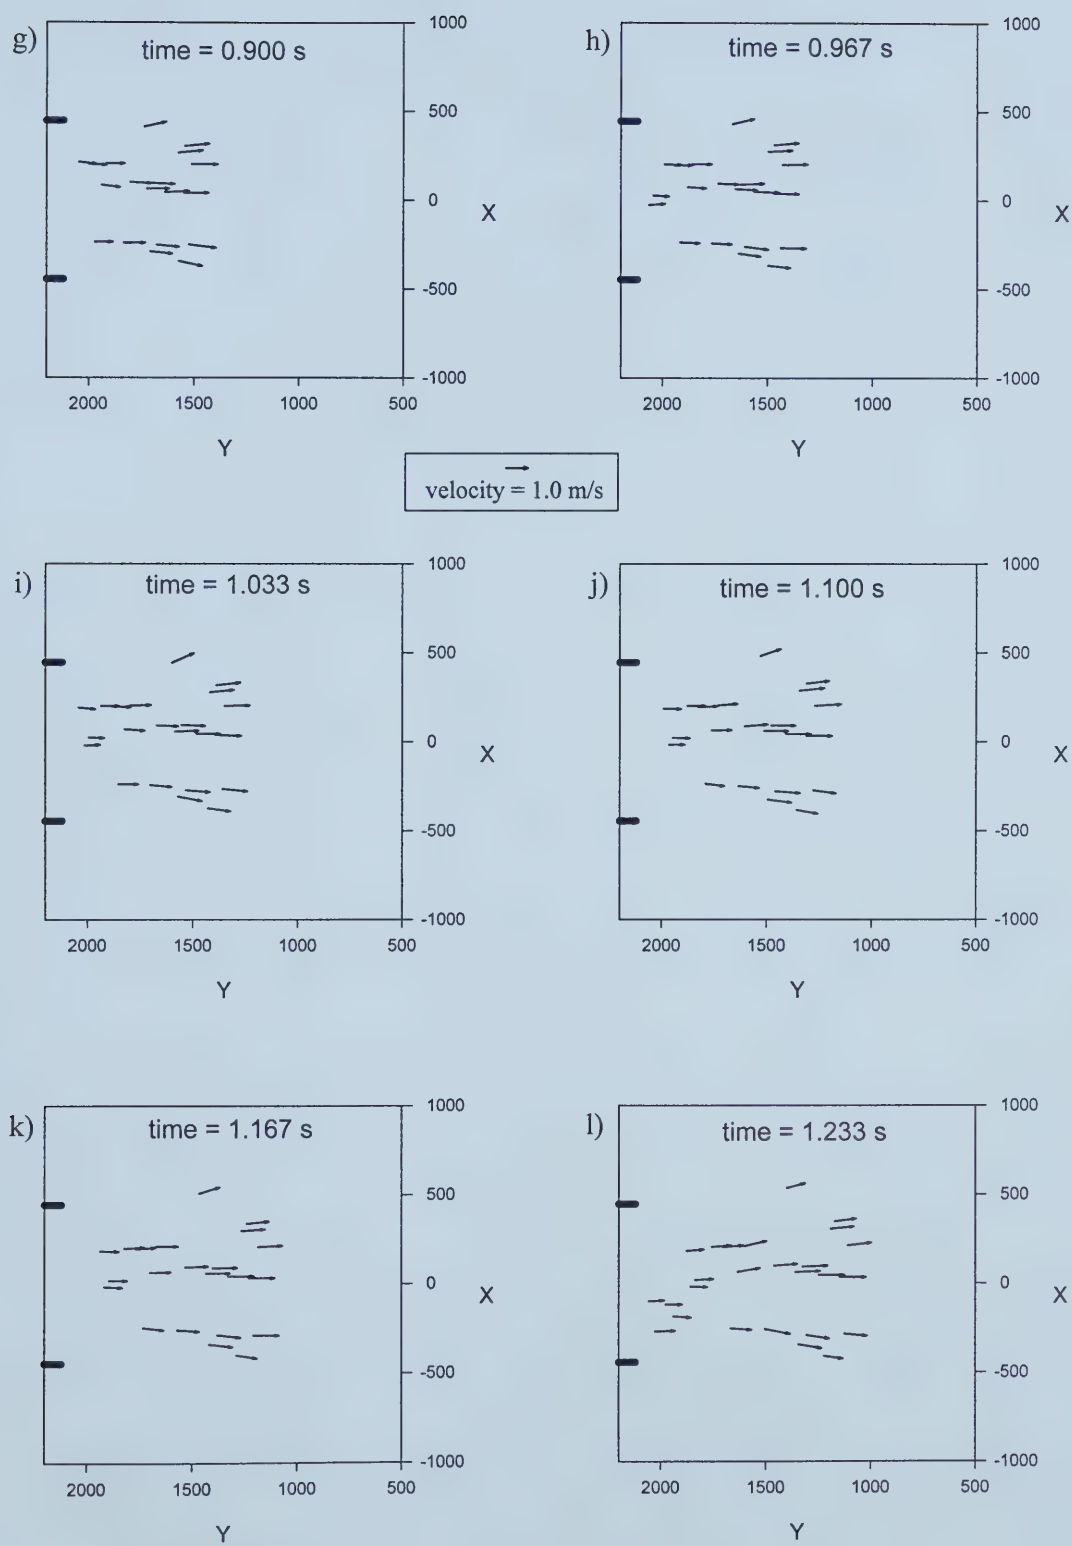 g)
time = 0.900 s
1000
500
0
X
-500
-1000
2000 1500 1000 500
Y
h)
time = 0.967 s
1000
500
0
X
-500
-1000
2000 1500 1000 500
Y
velocity = 1.0 m/s
i)
time = 1.033 s
1000
500
0
X
-500
-1000
2000 1500 1000 500
Y
j)
time = 1.100 s
1000
500
0
X
-500
-1000
2000 1500 1000 500
Y
k)
time = 1.167 s
1000
500
0
X
-500
-1000
2000 1500 1000 500
Y
l)
time = 1.233 s
1000
500
0
X
-500
-1000
2000 1500 1000 500
Y